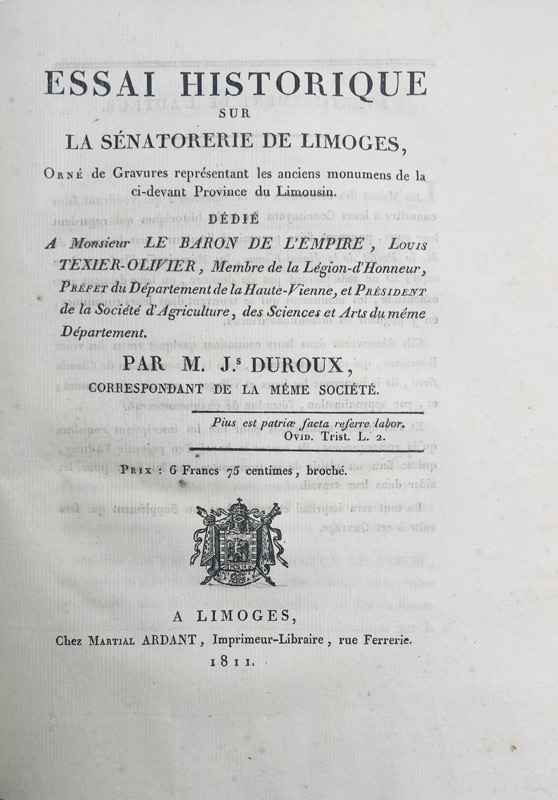 ESSAI HISTORIQUE
SUR
LA SÉNATORERIE DE LIMOGES,
ORNÉ de Gravures représentant les anciens monumens de la
ci-devant Province du Limousin.
DÉDIÉ
A Monsieur LE BARON DE L'EMPIRE, LOUIS
TEXIER-OLIVIER, Membre de la Légion-d'Honneur,
PRÉFET du Département de la Haute-Vienne, et PRÉSIDENT
de la Société d'Agriculture, des Sciences et Arts du méme
Département.
PAR M. J.s DUROUX,
CORRESPONDANT DE LA MÉME SOCIÉTÉ.
Pius est patriæ facta referre labor.
OVID. Trist. L. 2.
PRIX : 6 Francs 75 centimes, broché.
A LIMOGES,
Chez MARTIAL ARDANT, Imprimeur-Libraire, rue Ferrerie.
1811.